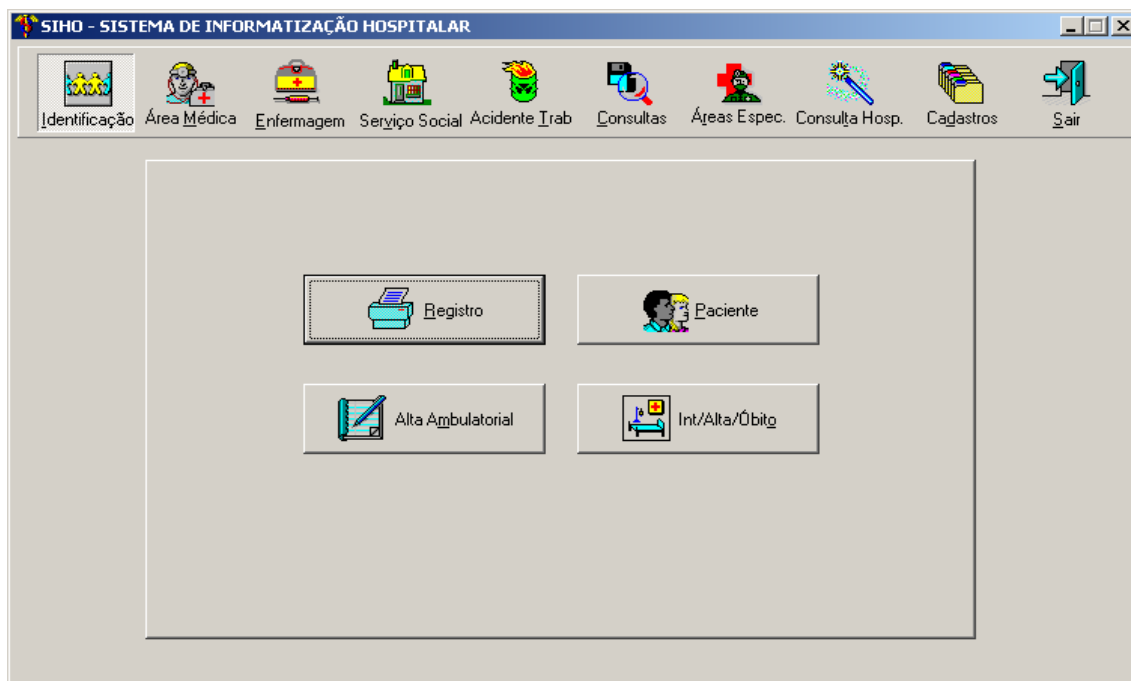 SIHO - SISTEMA DE INFORMATIZAÇÃO HOSPITALAR
Identificação Área Médica Enfermagem Serviço Social Acidente Trab Consultas Áreas Espec. Consulta Hosp. Cadastros Sair
Registro Paciente
Alta Ambulatorial Int/Alta/Óbito